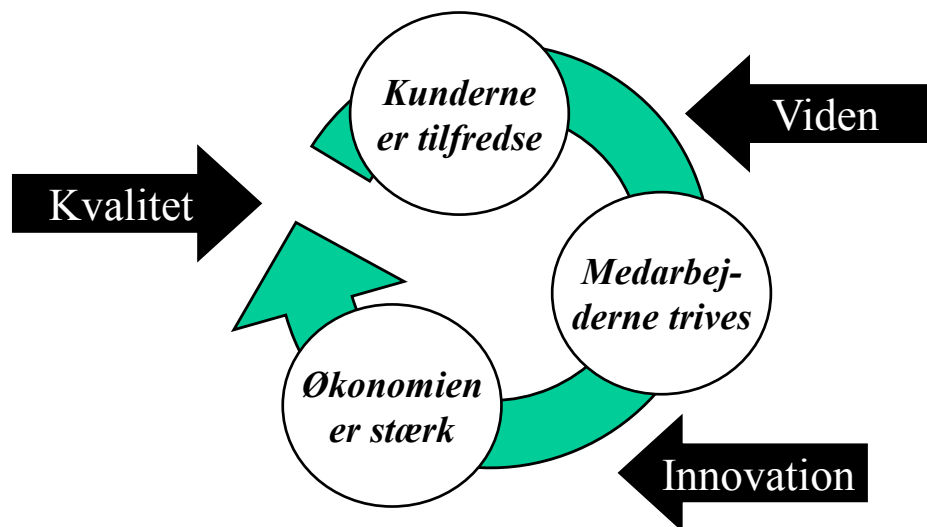 Kunderne
er tilfredse
Viden
Kvalitet
Medarbej-
derne trives
Økonomien
er stærk
Innovation